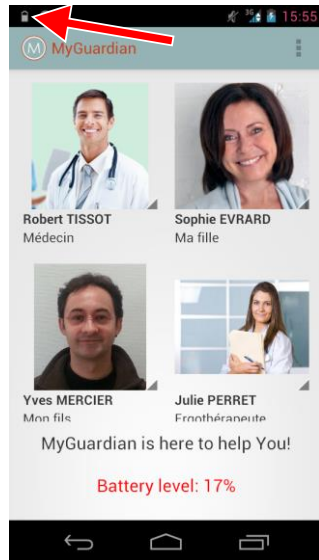 3G
15:55
M MyGuardian
Robert TISSOT
Médecin
Sophie EVRARD
Ma fille
Yves MERCIER
Mon fils
Julie PERRET
Ergothérapeute
MyGuardian is here to help You!
Battery level: 17%